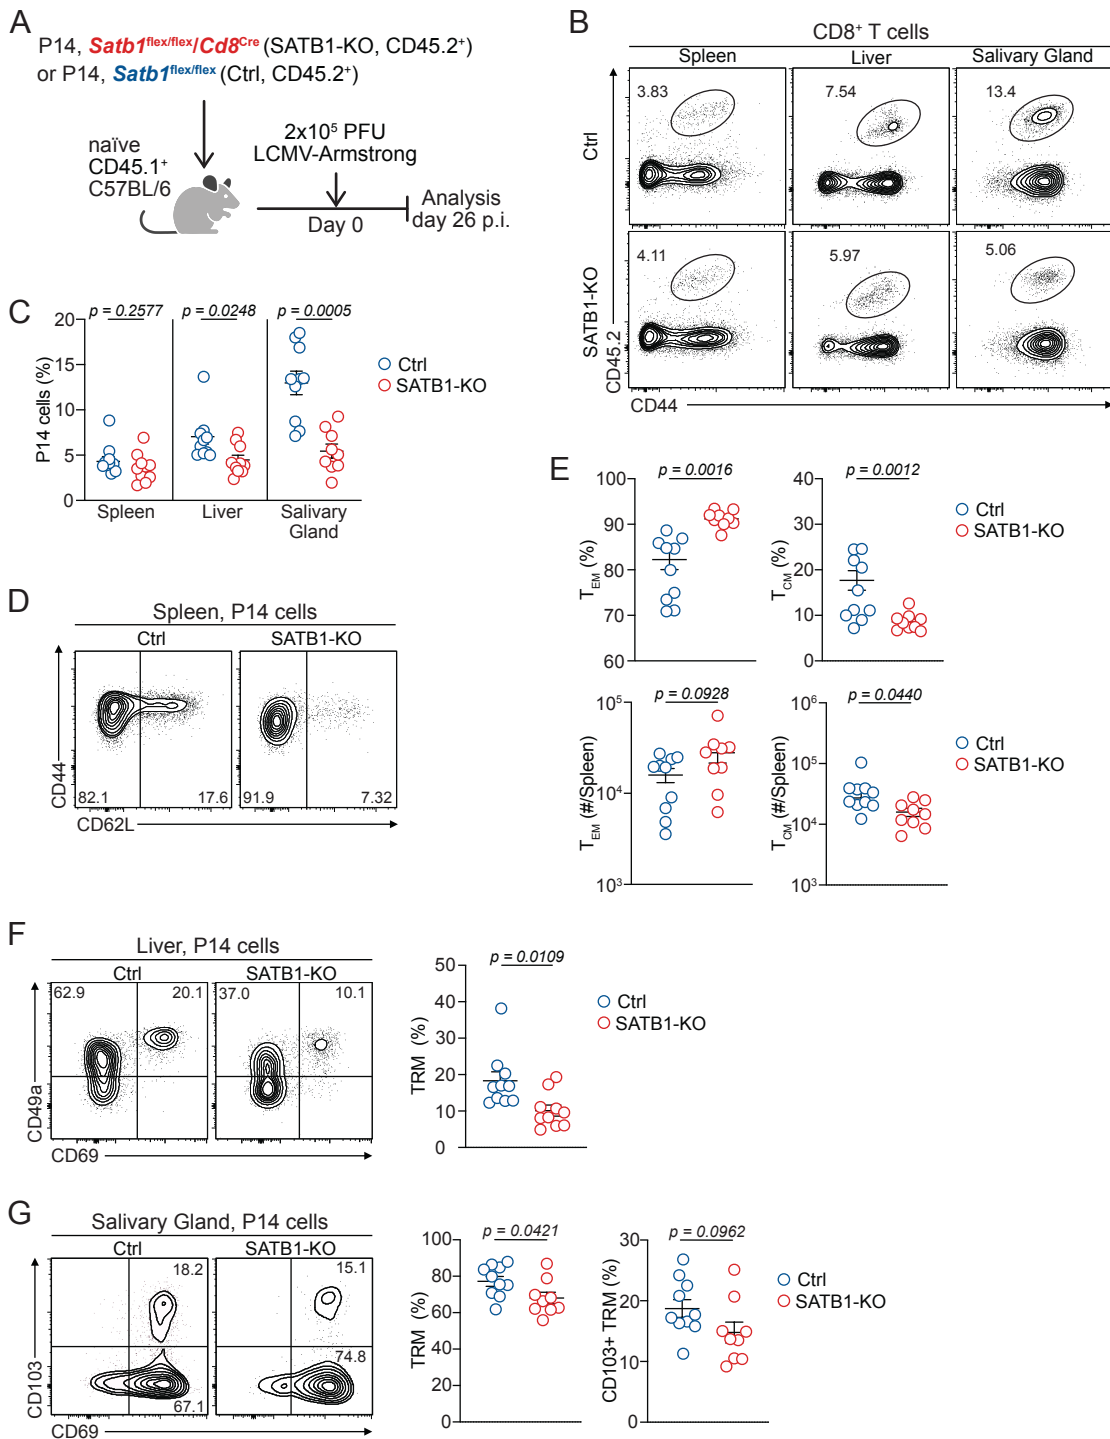 A
P14, Satb1flex/flex/Cd8Cre (SATB1-KO, CD45.2+)
or P14, Satb1flex/flex (Ctrl, CD45.2+)
naïve
CD45.1+
C57BL/6
2x10⁵ PFU
LCMV-Armstrong
Day 0
Analysis
day 26 p.i.
B
CD8+ T cells
Spleen Liver Salivary Gland
Ctrl
3.83 7.54 13.4
SATB1-KO
4.11 5.97 5.06
CD45.2
CD44
C
p = 0.2577 p = 0.0248 p = 0.0005
P14 cells (%)
20
15
10
5
0
Spleen Liver Salivary
Gland
Ctrl
SATB1-KO
D
Spleen, P14 cells
Ctrl SATB1-KO
82.1 17.6 91.9 7.32
CD44
CD62L
E
p = 0.0016
TEM (%)
100
90
80
70
60
p = 0.0012
TCM (%)
40
30
20
10
0
Ctrl
SATB1-KO
p = 0.0928
TEM (#/Spleen)
10⁵
10⁴
10³
p = 0.0440
TCM (#/Spleen)
10⁶
10⁵
10⁴
10³
Ctrl
SATB1-KO
F
Liver, P14 cells
Ctrl SATB1-KO
62.9 20.1 37.0 10.1
CD49a
CD69
p = 0.0109
TRM (%)
50
40
30
20
10
0
Ctrl
SATB1-KO
G
Salivary Gland, P14 cells
Ctrl SATB1-KO
18.2 15.1
67.1 74.8
CD103
CD69
p = 0.0421
TRM (%)
100
80
60
40
20
0
p = 0.0962
CD103+ TRM (%)
30
20
10
0
Ctrl
SATB1-KO